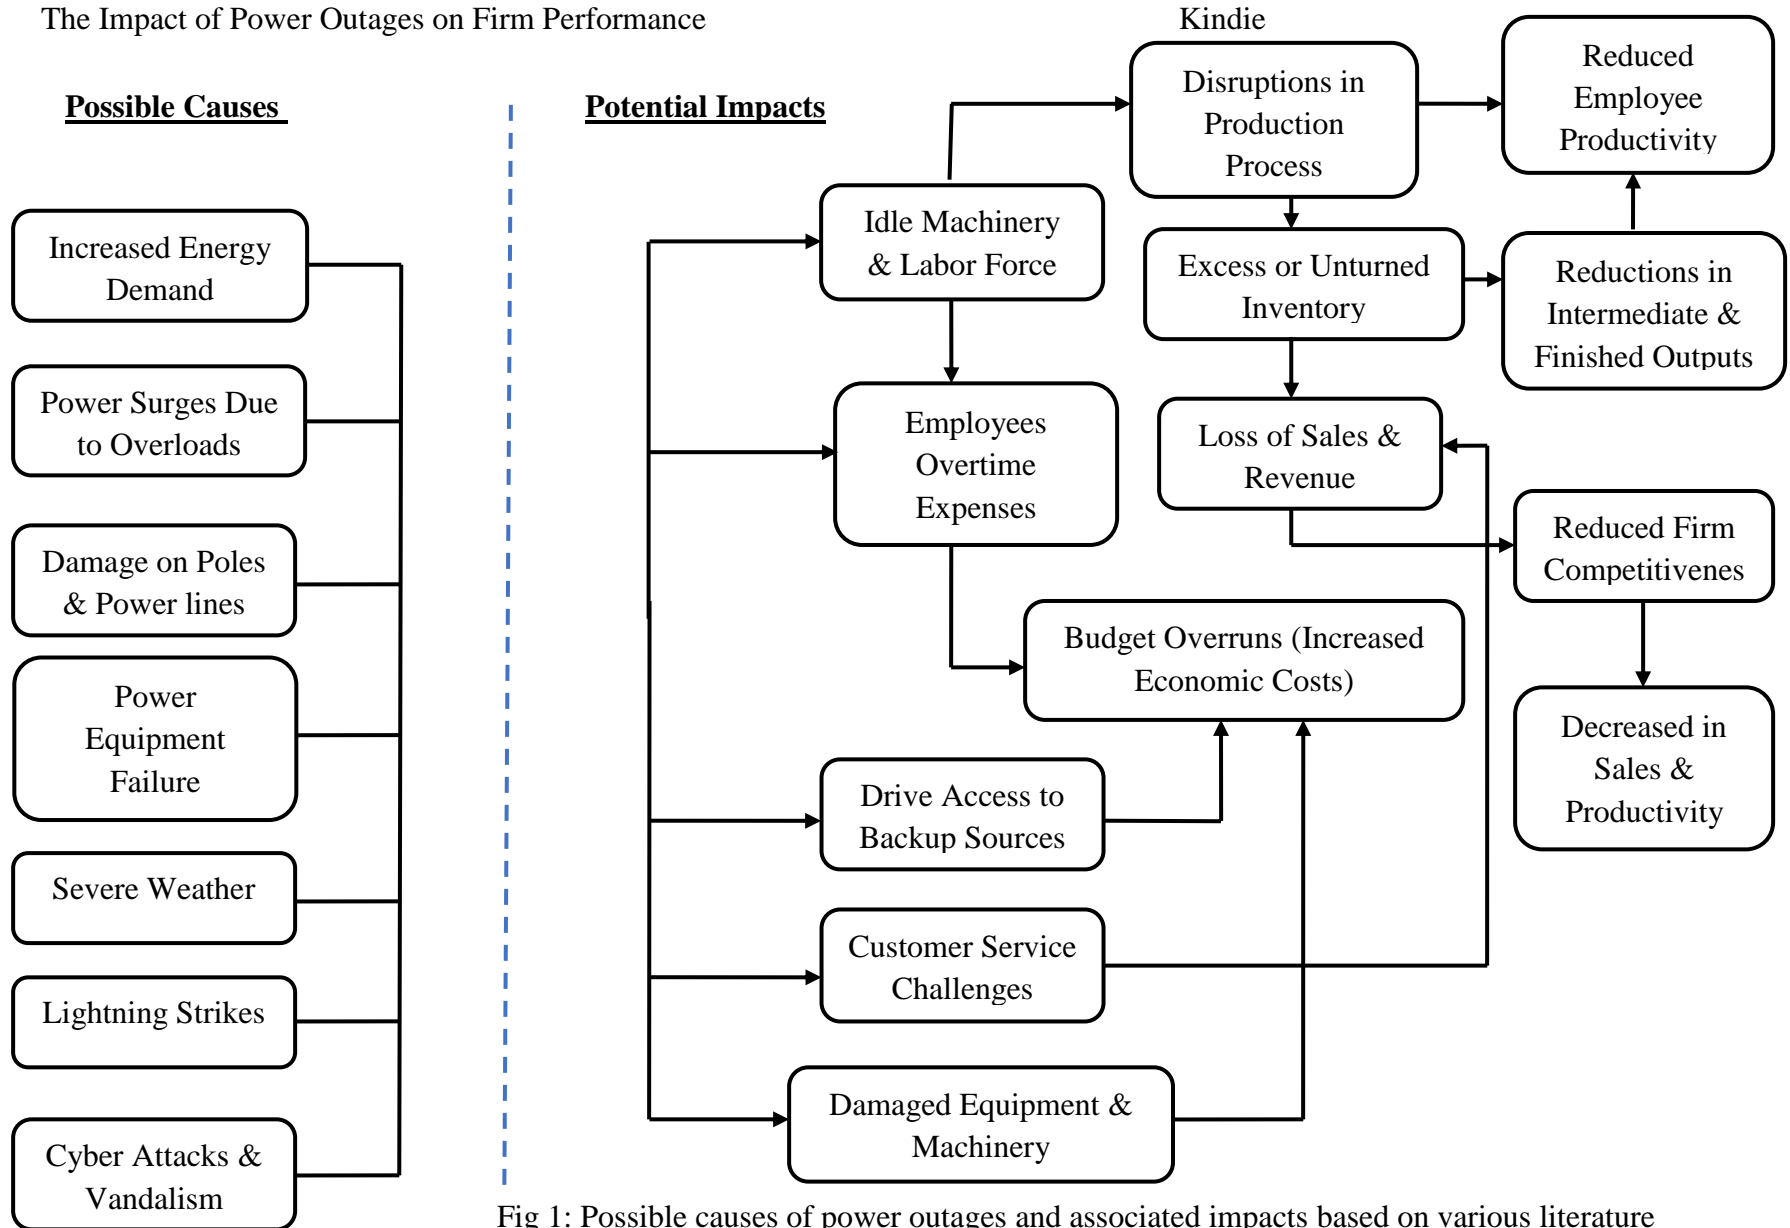 The Impact of Power Outages on Firm Performance
Kindie
Possible Causes
Increased Energy
Demand
Power Surges Due
to Overloads
Damage on Poles
& Power lines
Power
Equipment
Failure
Severe Weather
Lightning Strikes
Cyber Attacks &
Vandalism
Potential Impacts
Idle Machinery
& Labor Force
Employees
Overtime
Expenses
Disruptions in
Production
Process
Excess or Unturned
Inventory
Loss of Sales &
Revenue
Reduced
Employee
Productivity
Reductions in
Intermediate &
Finished Outputs
Reduced Firm
Competitivenes
Decreased in
Sales &
Productivity
Budget Overruns (Increased
Economic Costs)
Drive Access to
Backup Sources
Customer Service
Challenges
Damaged Equipment &
Machinery
Fig 1: Possible causes of power outages and associated impacts based on various literature